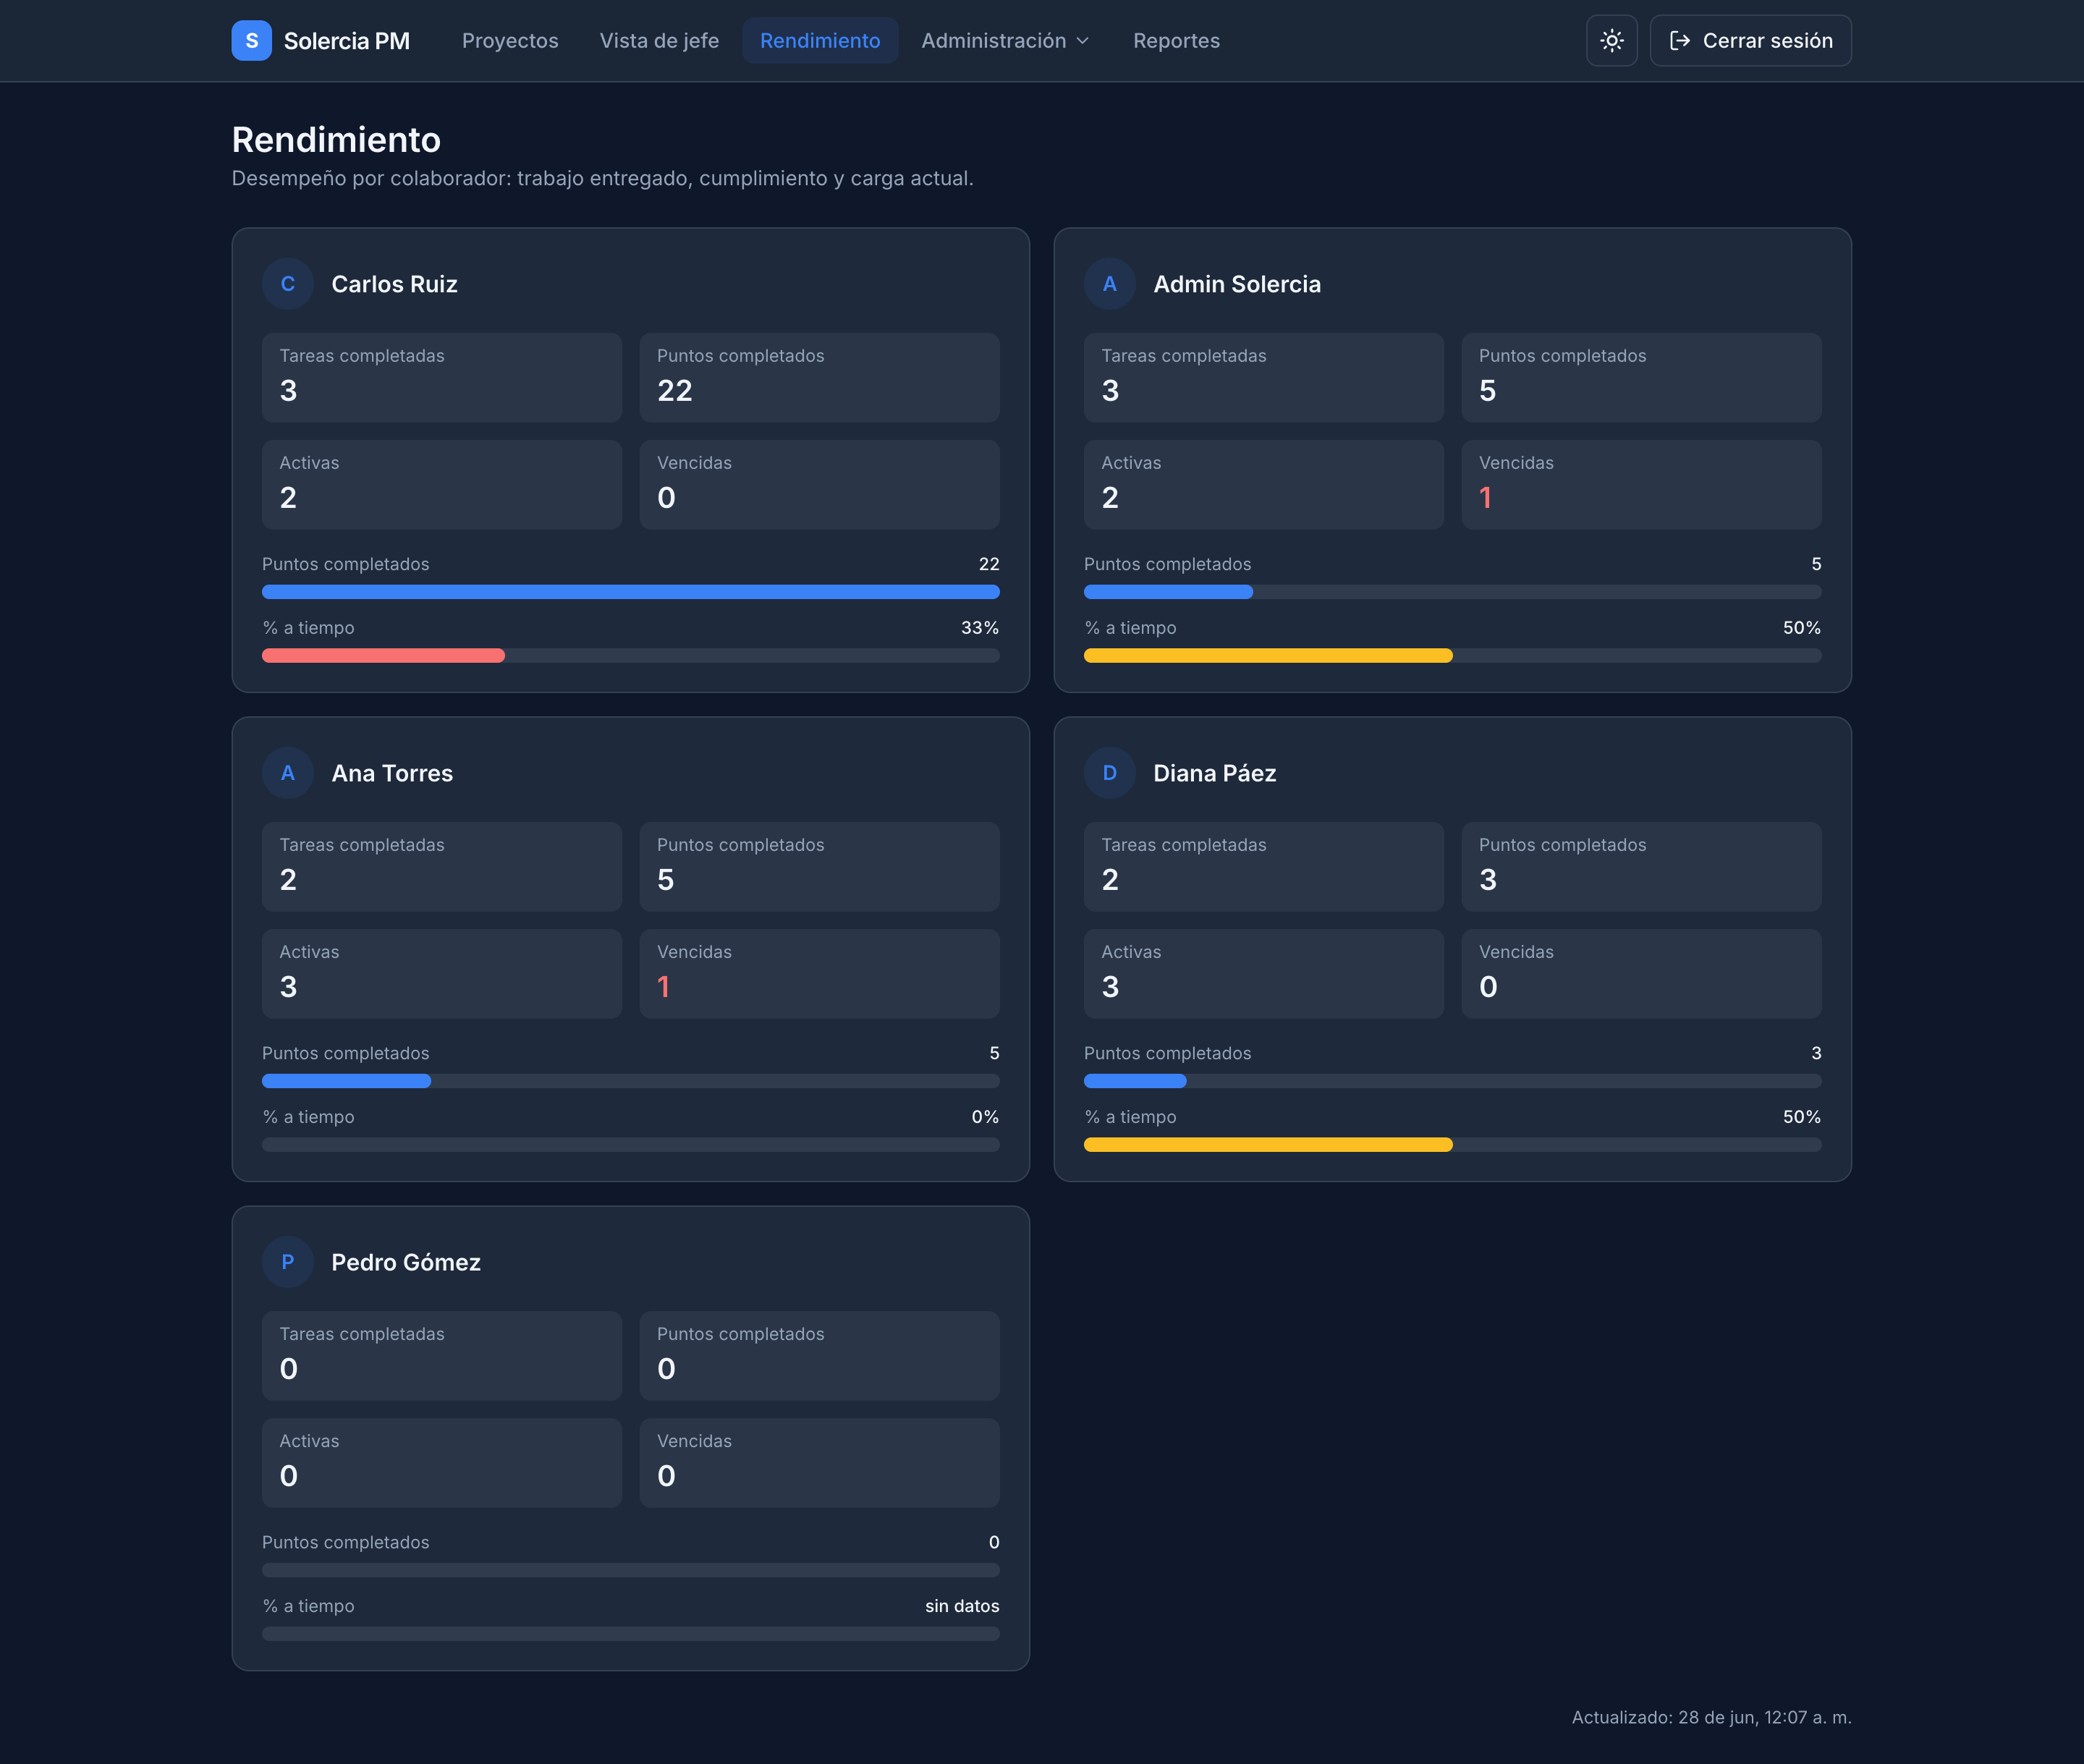 S Solercia PM Proyectos Vista de jefe Rendimiento Administración Reportes Cerrar sesión
Rendimiento
Desempeño por colaborador: trabajo entregado, cumplimiento y carga actual.
C Carlos Ruiz
Tareas completadas
3
Puntos completados
22
Activas
2
Vencidas
0
Puntos completados 22
% a tiempo 33%
A Admin Solercia
Tareas completadas
3
Puntos completados
5
Activas
2
Vencidas
1
Puntos completados 5
% a tiempo 50%
A Ana Torres
Tareas completadas
2
Puntos completados
5
Activas
3
Vencidas
1
Puntos completados 5
% a tiempo 0%
D Diana Páez
Tareas completadas
2
Puntos completados
3
Activas
3
Vencidas
0
Puntos completados 3
% a tiempo 50%
P Pedro Gómez
Tareas completadas
0
Puntos completados
0
Activas
0
Vencidas
0
Puntos completados 0
% a tiempo sin datos
Actualizado: 28 de jun, 12:07 a. m.